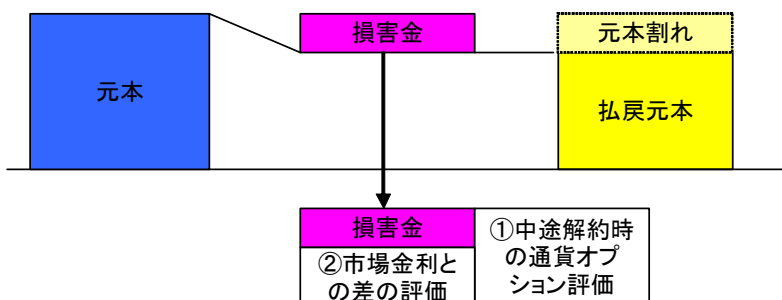 元本
損害金
元本割れ
払戻元本
損害金
①中途解約時
の通貨オプ
ション評価
②市場金利と
の差の評価